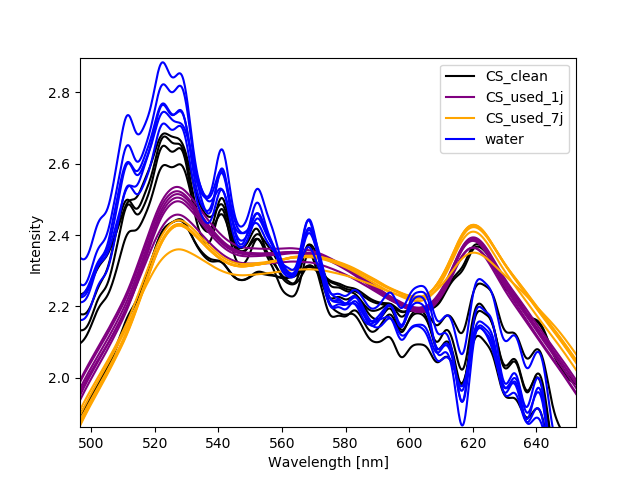 CS_clean
CS_used_1j
CS_used_7j
water
Intensity
2.8
2.6
2.4
2.2
2.0
500 520 540 560 580 600 620 640
Wavelength [nm]